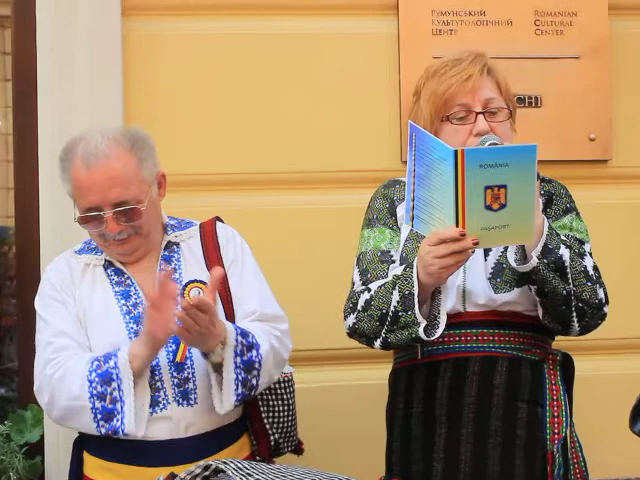 Румунський
Культурологічний
Центр
Romanian
Cultural
Center
CHI
ROMÂNIA
PAȘAPORT